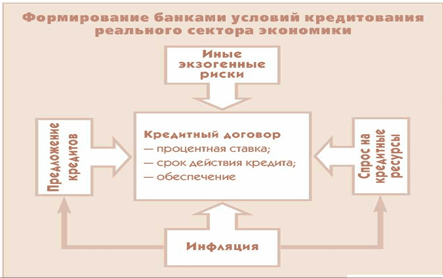 Формирование банками условий кредитования
реального сектора экономики
Иные
экзогенные
риски
Предложение
кредитов
Кредитный договор
— процентная ставка;
— срок действия кредита;
— обеспечение
Спрос на
кредитные
ресурсы
Инфляция